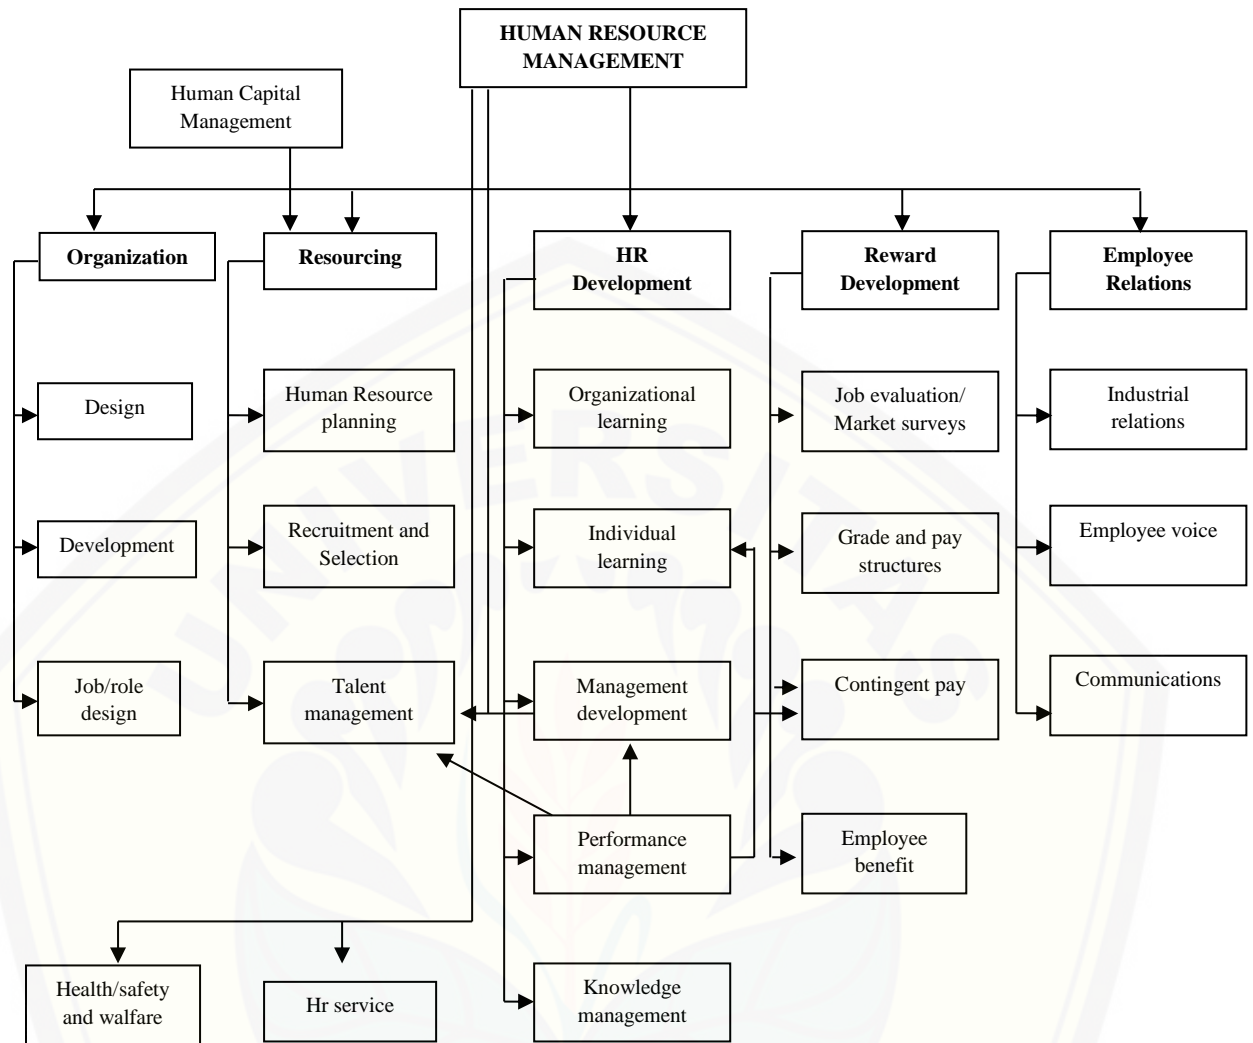 HUMAN RESOURCE
MANAGEMENT
Human Capital
Management
Organization
Resourcing
HR
Development
Reward
Development
Employee
Relations
Design
Human Resource
planning
Organizational
learning
Job evaluation/
Market surveys
Industrial
relations
Development
Recruitment and
Selection
Individual
learning
Grade and pay
structures
Employee voice
Job/role
design
Talent
management
Management
development
Contingent pay
Communications
Performance
management
Employee
benefit
Health/safety
and walfare
Hr service
Knowledge
management
UNIVERSITAS